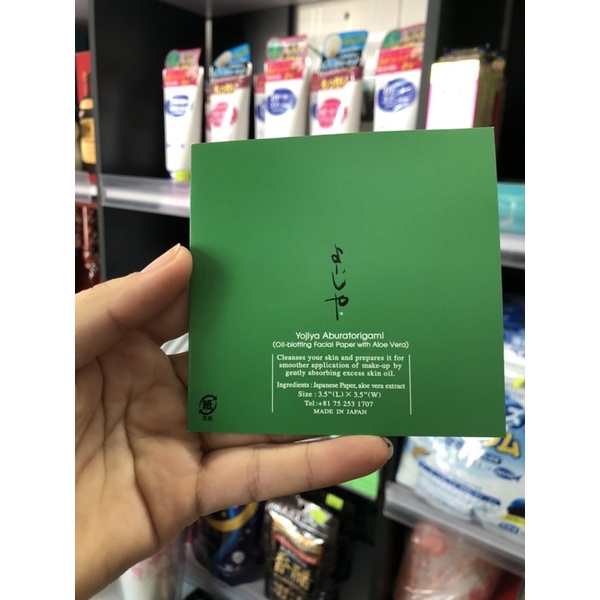 よーじや
Yojiya Aburatorigami
(Oil-blotting Facial Paper with Aloe Vera)
Cleanses your skin and prepares it for
smoother application of make-up by
gently absorbing excess skin oil.
Ingredients : Japanese Paper, aloe vera extract
Size : 3.5"(L) × 3.5"(W)
Tel :+81 75 253 1707
MADE IN JAPAN
紙